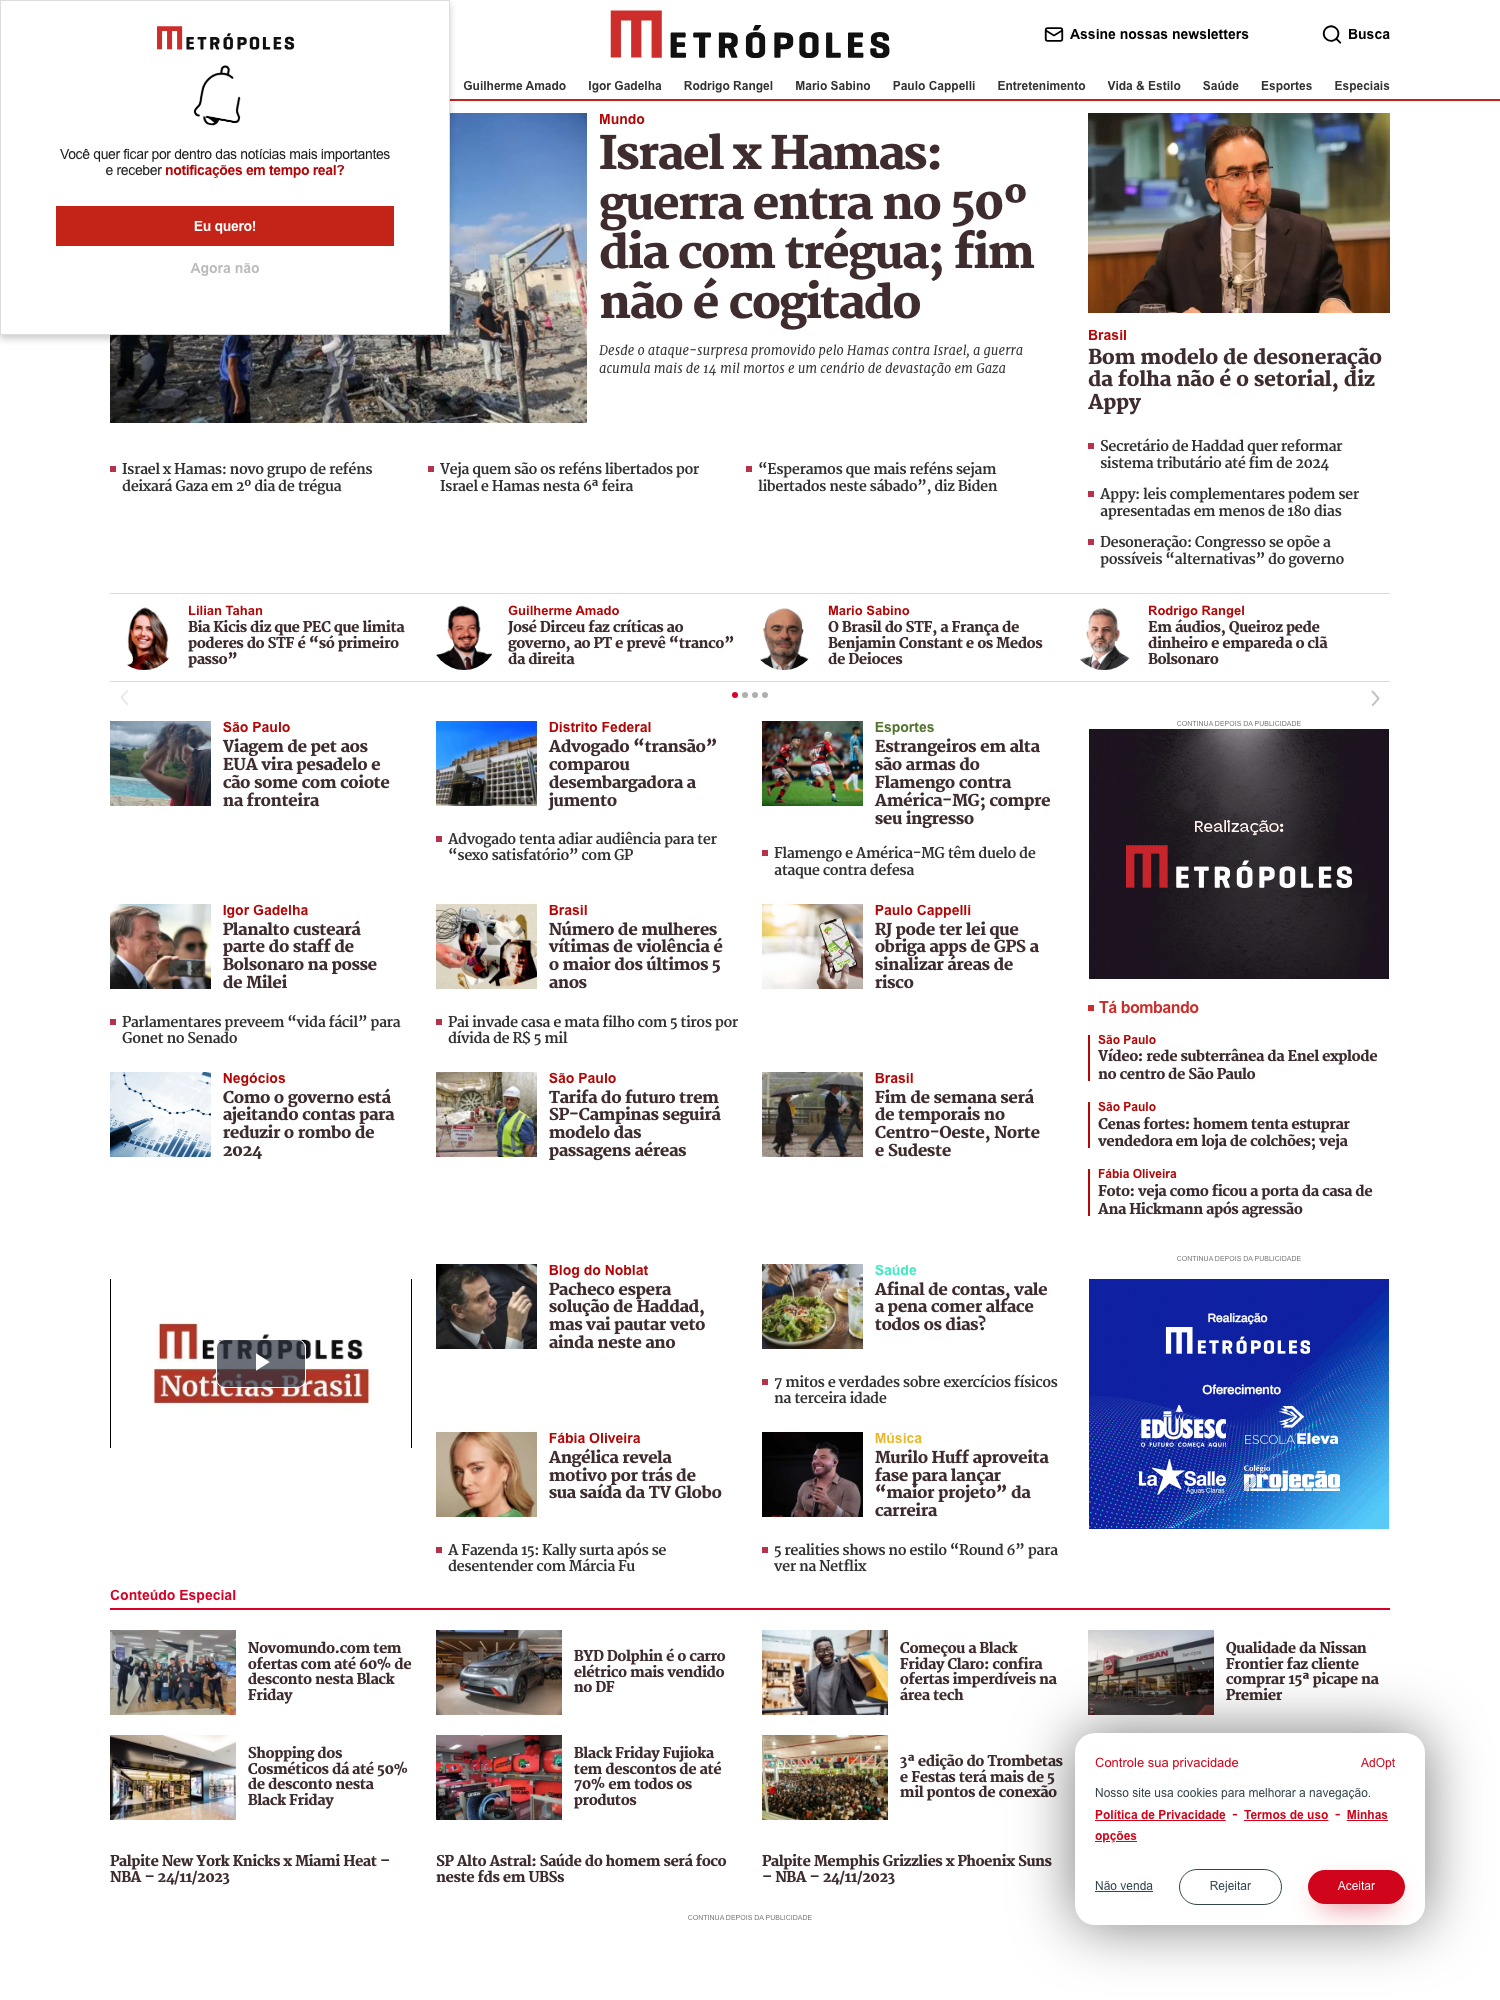 METRÓPOLES
Você quer ficar por dentro das notícias mais importantes
e receber notificações em tempo real?
Eu quero!
Agora não
METRÓPOLES
Assine nossas newsletters
Busca
Guilherme Amado
Igor Gadelha
Rodrigo Rangel
Mario Sabino
Paulo Cappelli
Entretenimento
Vida & Estilo
Saúde
Esportes
Especiais
Mundo
Israel x Hamas:
guerra entra no 50º
dia com trégua; fim
não é cogitado
Desde o ataque-surpresa promovido pelo Hamas contra Israel, a guerra
acumula mais de 14 mil mortos e um cenário de devastação em Gaza
Israel x Hamas: novo grupo de reféns
deixará Gaza em 2º dia de trégua
Veja quem são os reféns libertados por
Israel e Hamas nesta 6ª feira
“Esperamos que mais reféns sejam
libertados neste sábado”, diz Biden
Brasil
Bom modelo de desoneração
da folha não é o setorial, diz
Appy
Secretário de Haddad quer reformar
sistema tributário até fim de 2024
Appy: leis complementares podem ser
apresentadas em menos de 180 dias
Desoneração: Congresso se opõe a
possíveis “alternativas” do governo
Lilian Tahan
Bia Kicis diz que PEC que limita
poderes do STF é “só primeiro
passo”
Guilherme Amado
José Dirceu faz críticas ao
governo, ao PT e prevê “tranco”
da direita
Mario Sabino
O Brasil do STF, a França de
Benjamin Constant e os Medos
de Deioces
Rodrigo Rangel
Em áudios, Queiroz pede
dinheiro e empareda o clã
Bolsonaro
São Paulo
Viagem de pet aos
EUA vira pesadelo e
cão some com coiote
na fronteira
Distrito Federal
Advogado “transão”
comparou
desembargadora a
jumento
Advogado tenta adiar audiência para ter
“sexo satisfatório” com GP
Esportes
Estrangeiros em alta
são armas do
Flamengo contra
América-MG; compre
seu ingresso
Flamengo e América-MG têm duelo de
ataque contra defesa
CONTINUA DEPOIS DA PUBLICIDADE
Realização:
METRÓPOLES
Igor Gadelha
Planalto custeará
parte do staff de
Bolsonaro na posse
de Milei
Parlamentares preveem “vida fácil” para
Gonet no Senado
Brasil
Número de mulheres
vítimas de violência é
o maior dos últimos 5
anos
Pai invade casa e mata filho com 5 tiros por
dívida de R$ 5 mil
Paulo Cappelli
RJ pode ter lei que
obriga apps de GPS a
sinalizar áreas de
risco
Tá bombando
São Paulo
Vídeo: rede subterrânea da Enel explode
no centro de São Paulo
São Paulo
Cenas fortes: homem tenta estuprar
vendedora em loja de colchões; veja
Fábia Oliveira
Foto: veja como ficou a porta da casa de
Ana Hickmann após agressão
Negócios
Como o governo está
ajeitando contas para
reduzir o rombo de
2024
São Paulo
Tarifa do futuro trem
SP-Campinas seguirá
modelo das
passagens aéreas
Brasil
Fim de semana será
de temporais no
Centro-Oeste, Norte
e Sudeste
CONTINUA DEPOIS DA PUBLICIDADE
METRÓPOLES
Notícias Brasil
Blog do Noblat
Pacheco espera
solução de Haddad,
mas vai pautar veto
ainda neste ano
Saúde
Afinal de contas, vale
a pena comer alface
todos os dias?
7 mitos e verdades sobre exercícios físicos
na terceira idade
Realização
METRÓPOLES
Oferecimento
EDUSESC
O FUTURO COMEÇA AQUI!
ESCOLA Eleva
La Salle
Águas Claras
Colégio
projeção
Fábia Oliveira
Angélica revela
motivo por trás de
sua saída da TV Globo
A Fazenda 15: Kally surta após se
desentender com Márcia Fu
Música
Murilo Huff aproveita
fase para lançar
“maior projeto” da
carreira
5 realities shows no estilo “Round 6” para
ver na Netflix
Conteúdo Especial
Novomundo.com tem
ofertas com até 60% de
desconto nesta Black
Friday
BYD Dolphin é o carro
elétrico mais vendido
no DF
Começou a Black
Friday Claro: confira
ofertas imperdíveis na
área tech
NISSAN
Qualidade da Nissan
Frontier faz cliente
comprar 15ª picape na
Premier
Shopping dos
Cosméticos dá até 50%
de desconto nesta
Black Friday
Black Friday Fujioka
tem descontos de até
70% em todos os
produtos
3ª edição do Trombetas
e Festas terá mais de 5
mil pontos de conexão
Palpite New York Knicks x Miami Heat –
NBA – 24/11/2023
SP Alto Astral: Saúde do homem será foco
neste fds em UBSs
Palpite Memphis Grizzlies x Phoenix Suns
– NBA – 24/11/2023
Controle sua privacidade
AdOpt
Nosso site usa cookies para melhorar a navegação.
Política de Privacidade - Termos de uso - Minhas
opções
Não venda
Rejeitar
Aceitar
CONTINUA DEPOIS DA PUBLICIDADE